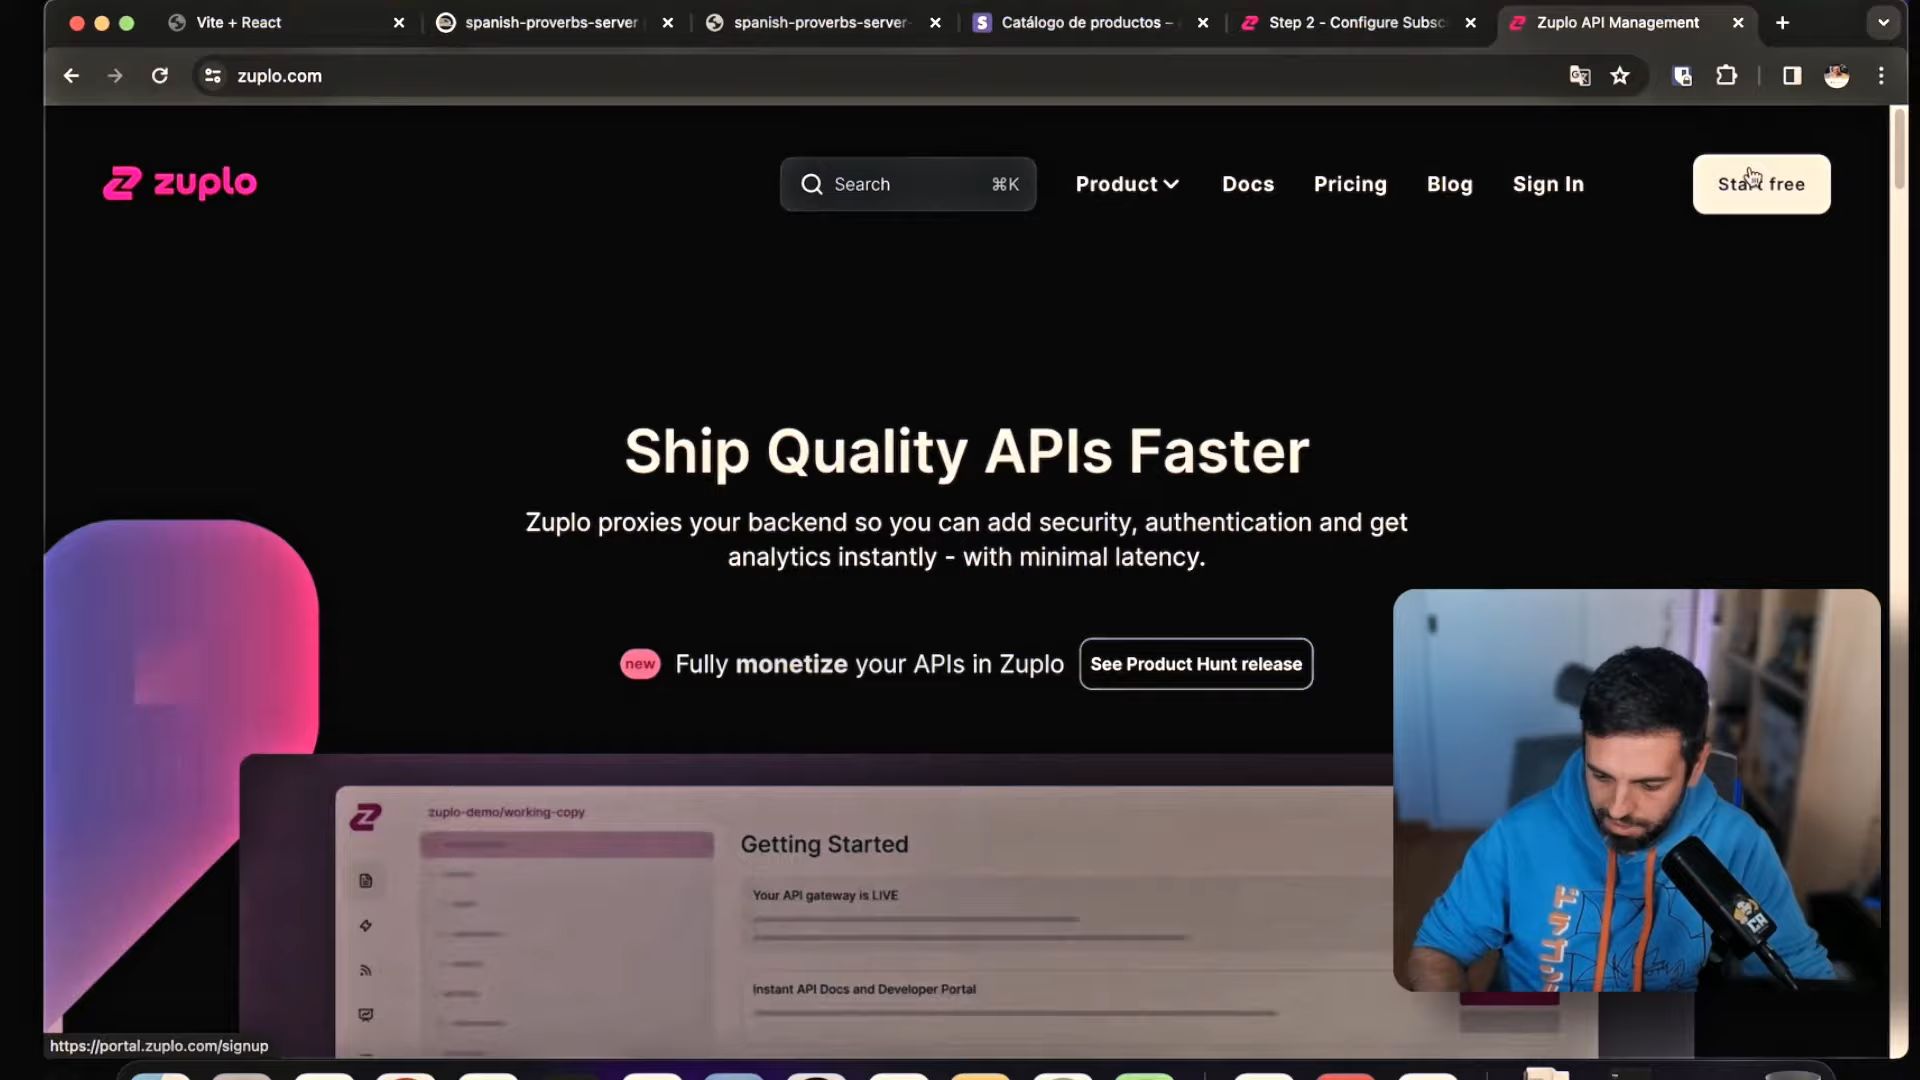 Vite + React
spanish-proverbs-server
spanish-proverbs-server-
Catálogo de productos –
Step 2 - Configure Subsc
Zuplo API Management
zuplo.com
zuplo
Search
⌘K
Product
Docs
Pricing
Blog
Sign In
Start free
Ship Quality APIs Faster
Zuplo proxies your backend so you can add security, authentication and get
analytics instantly - with minimal latency.
new
Fully monetize your APIs in Zuplo
See Product Hunt release
zuplo-demo/working-copy
Getting Started
Your API gateway is LIVE
Instant API Docs and Developer Portal
https://portal.zuplo.com/signup